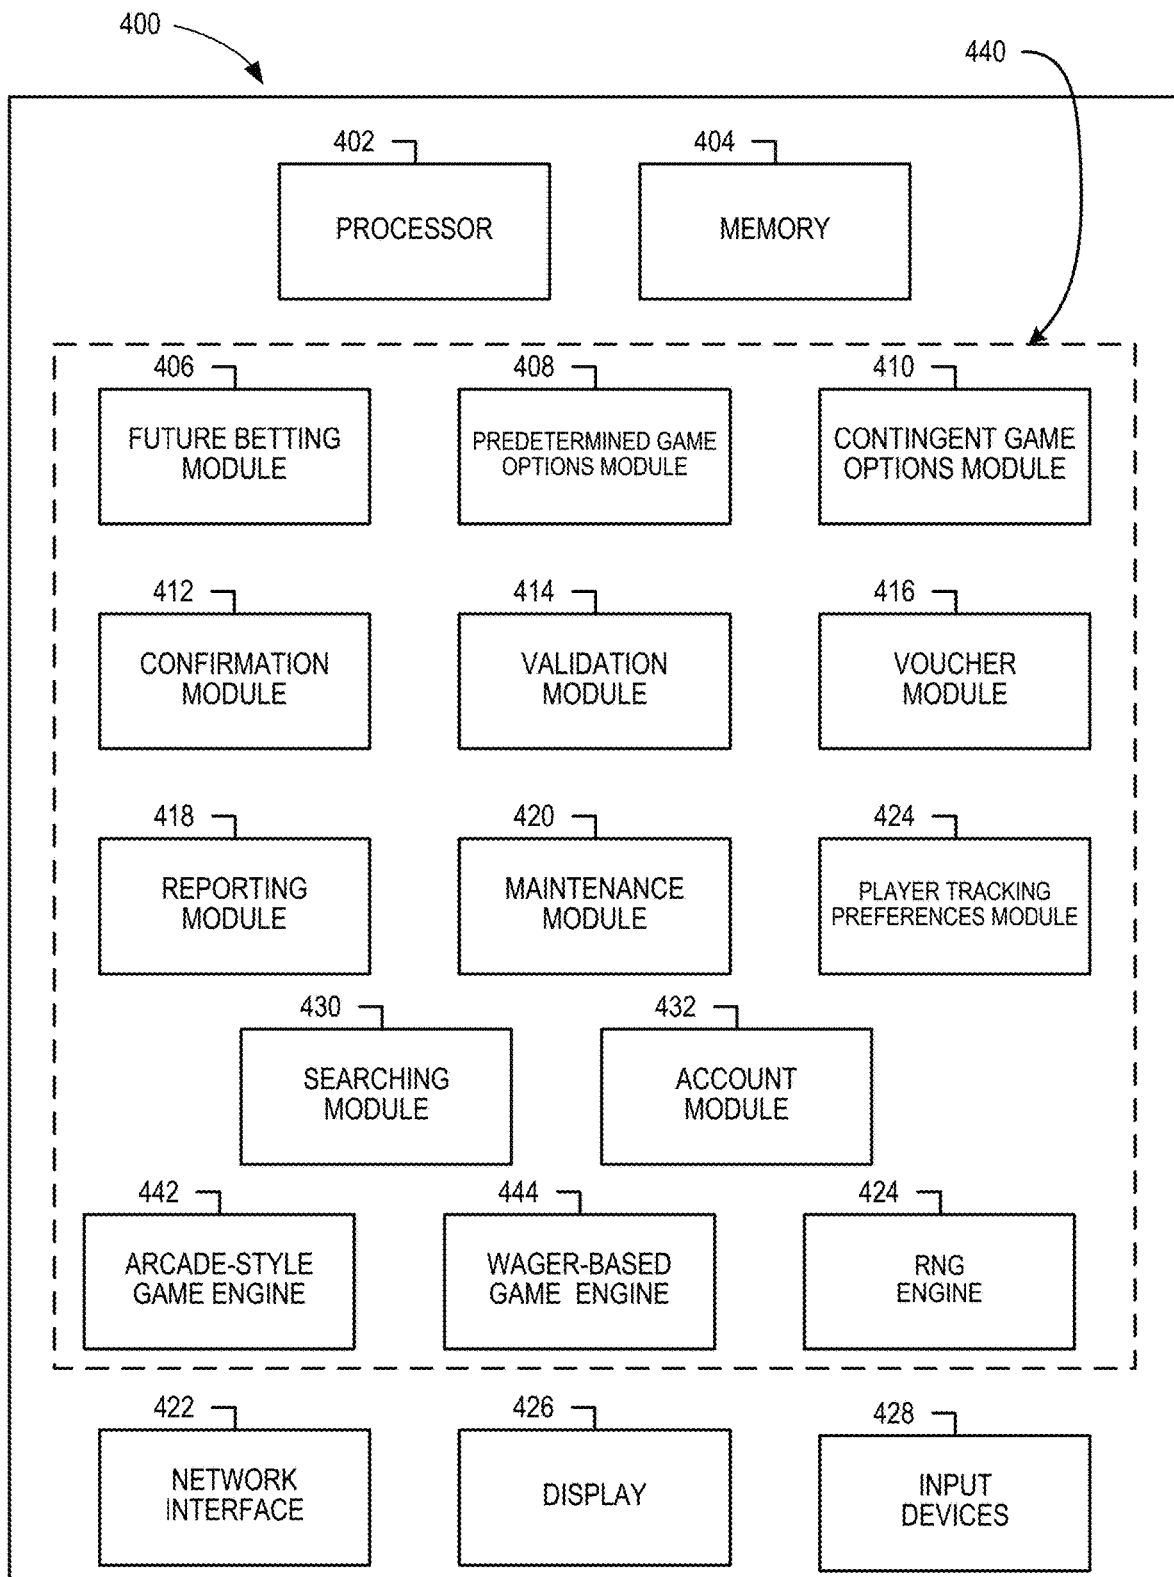 400
440
402
404
PROCESSOR
MEMORY
406
408
410
FUTURE BETTING
MODULE
PREDETERMINED GAME
OPTIONS MODULE
CONTINGENT GAME
OPTIONS MODULE
412
414
416
CONFIRMATION
MODULE
VALIDATION
MODULE
VOUCHER
MODULE
418
420
424
REPORTING
MODULE
MAINTENANCE
MODULE
PLAYER TRACKING
PREFERENCES MODULE
430
432
SEARCHING
MODULE
ACCOUNT
MODULE
442
444
424
ARCADE-STYLE
GAME ENGINE
WAGER-BASED
GAME ENGINE
RNG
ENGINE
422
426
428
NETWORK
INTERFACE
DISPLAY
INPUT
DEVICES